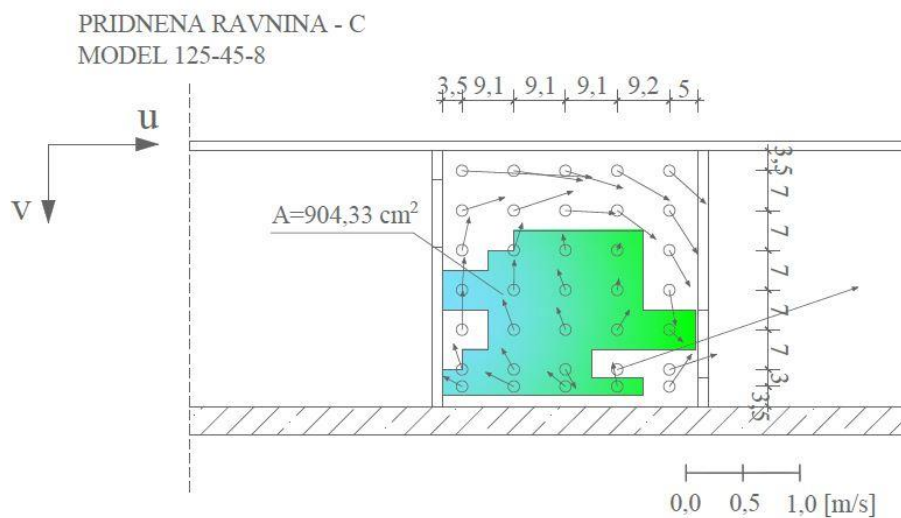 PRIDNENA RAVNINA - C
MODEL 125-45-8
3,5 9,1 9,1 9,1 9,2 5
u
v
A=904,33 cm²
3,5
7
7
7
7
7
3
3,5
0,0 0,5 1,0 [m/s]